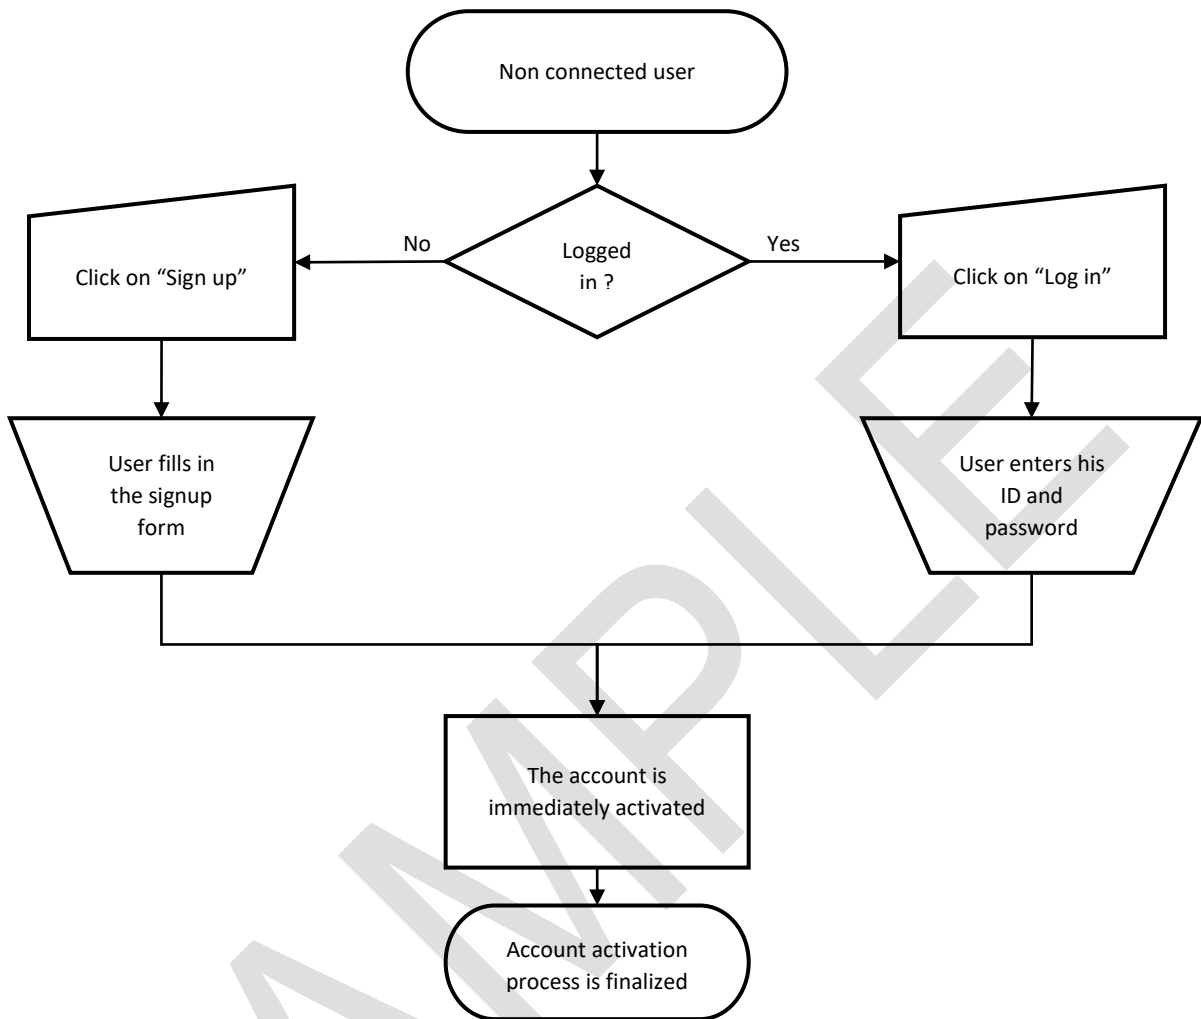 Non connected user
No
Logged
in ?
Yes
Click on “Sign up”
Click on “Log in”
User fills in
the signup
form
User enters his
ID and
password
The account is
immediately activated
Account activation
process is finalized
AMPLE